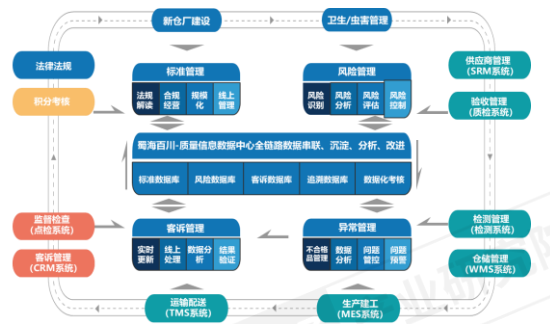 新仓厂建设
卫生/虫害管理
法律法规
标准管理
风险管理
供应商管理
(SRM系统)
积分考核
法规
解读
合规
经营
规模
化
线上
管理
风险
识别
风险
分析
风险
评估
风险
控制
验收管理
(质检系统)
蜀海百川-质量信息数据中心全链路数据串联、沉淀、分析、改进
标准数据库
风险数据库
客诉数据库
追溯数据库
数据化考核
监督检查
(点检系统)
客诉管理
异常管理
检测管理
(检测系统)
实时
更新
线上
处理
数据分
析
结果
验证
不合格
品管理
数据
分析
问题
管控
问题
预警
客诉管理
(CRM系统)
仓储管理
(WMS系统)
运输配送
(TMS系统)
生产建工
(MES系统)